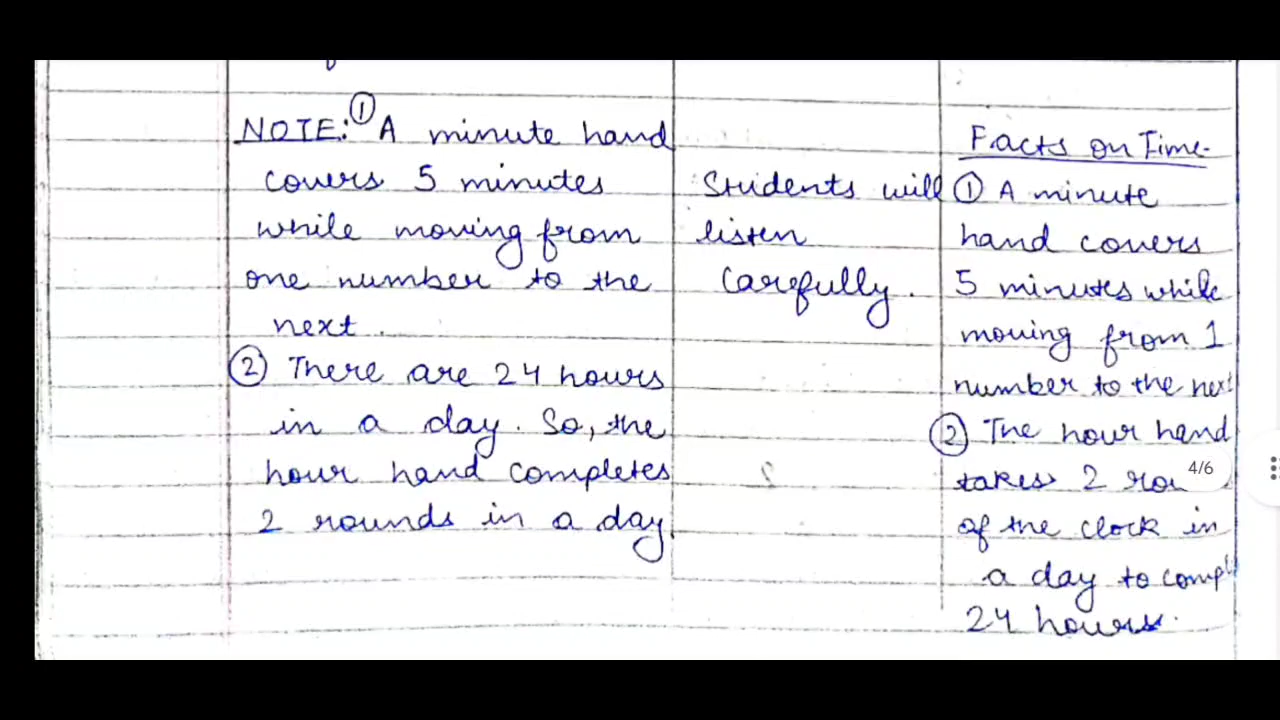 NOTE: ① A minute hand
covers 5 minutes
while moving from
one number to the
next.
② There are 24 hours
in a day. So, the
hour hand completes
2 rounds in a day.
Students will
listen
Carefully.
Facts on Time.
① A minute
hand covers
5 minutes while
moving from 1
number to the next
② The hour hand
takes 2
of the clock in
a day to
24 hours.
4/6